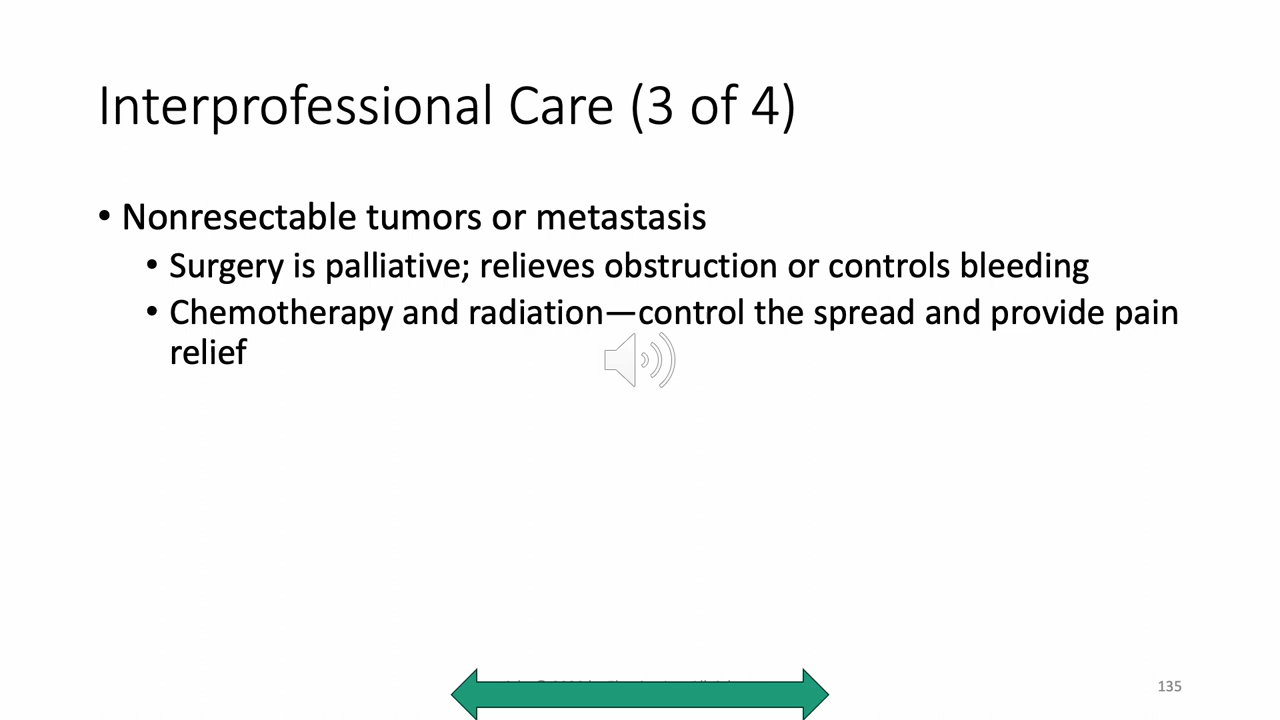 Interprofessional Care (3 of 4)
• Nonresectable tumors or metastasis
• Surgery is palliative; relieves obstruction or controls bleeding
• Chemotherapy and radiation—control the spread and provide pain
relief
135